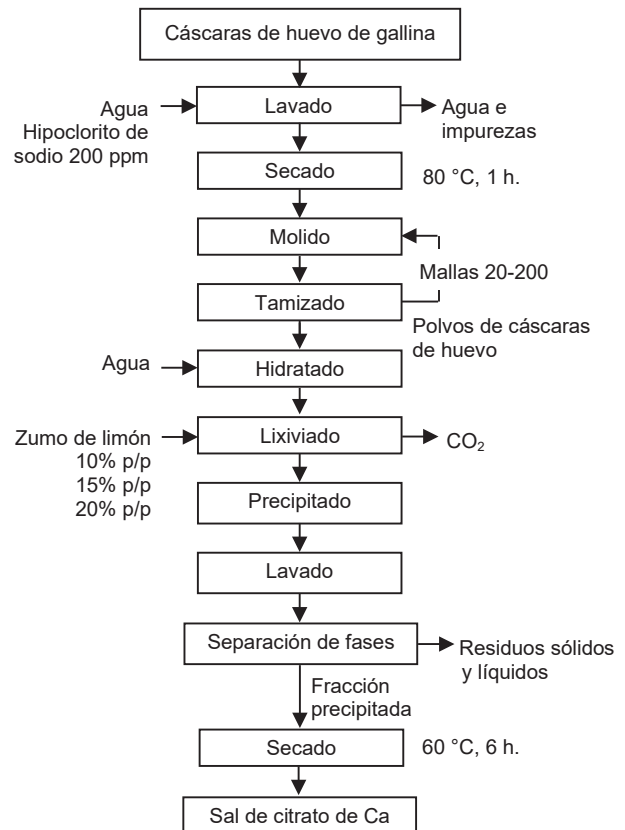 Cáscaras de huevo de gallina
Agua
Hipoclorito de
sodio 200 ppm
Lavado
Agua e
impurezas
Secado
80 °C, 1 h.
Molido
Mallas 20-200
Tamizado
Polvos de cáscaras
de huevo
Agua
Hidratado
Zumo de limón
10% p/p
15% p/p
20% p/p
Lixiviado
CO₂
Precipitado
Lavado
Separación de fases
Residuos sólidos
y líquidos
Fracción
precipitada
Secado
60 °C, 6 h.
Sal de citrato de Ca